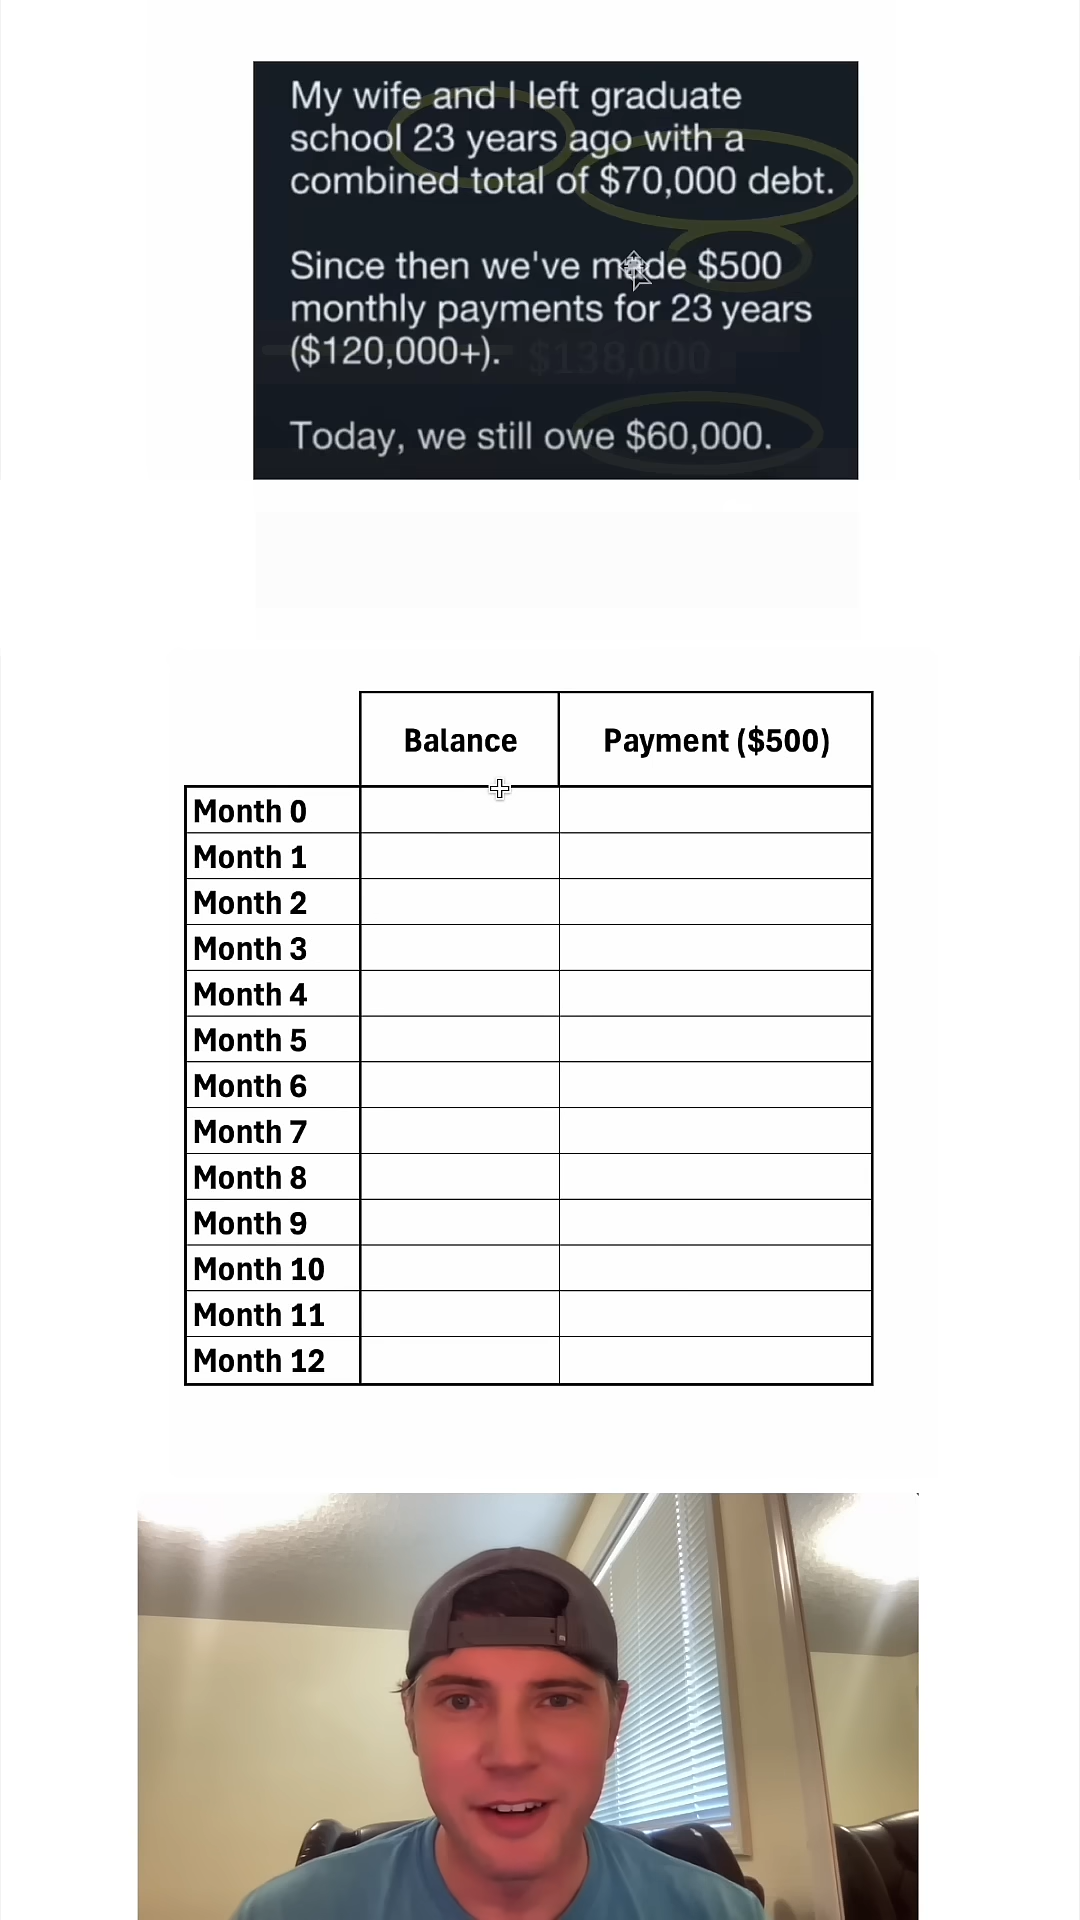 My wife and I left graduate
school 23 years ago with a
combined total of $70,000 debt.
Since then we've made $500
monthly payments for 23 years
($120,000+). $138,000
Today, we still owe $60,000.
Balance Payment ($500)
Month 0
Month 1
Month 2
Month 3
Month 4
Month 5
Month 6
Month 7
Month 8
Month 9
Month 10
Month 11
Month 12